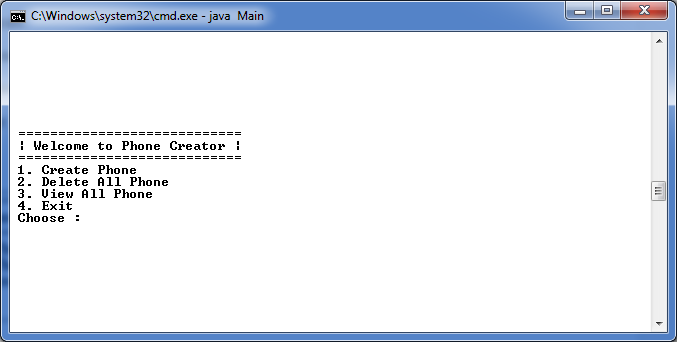 C:\Windows\system32\cmd.exe - java  Main
============================
¦ Welcome to Phone Creator ¦
============================
1. Create Phone
2. Delete All Phone
3. View All Phone
4. Exit
Choose :